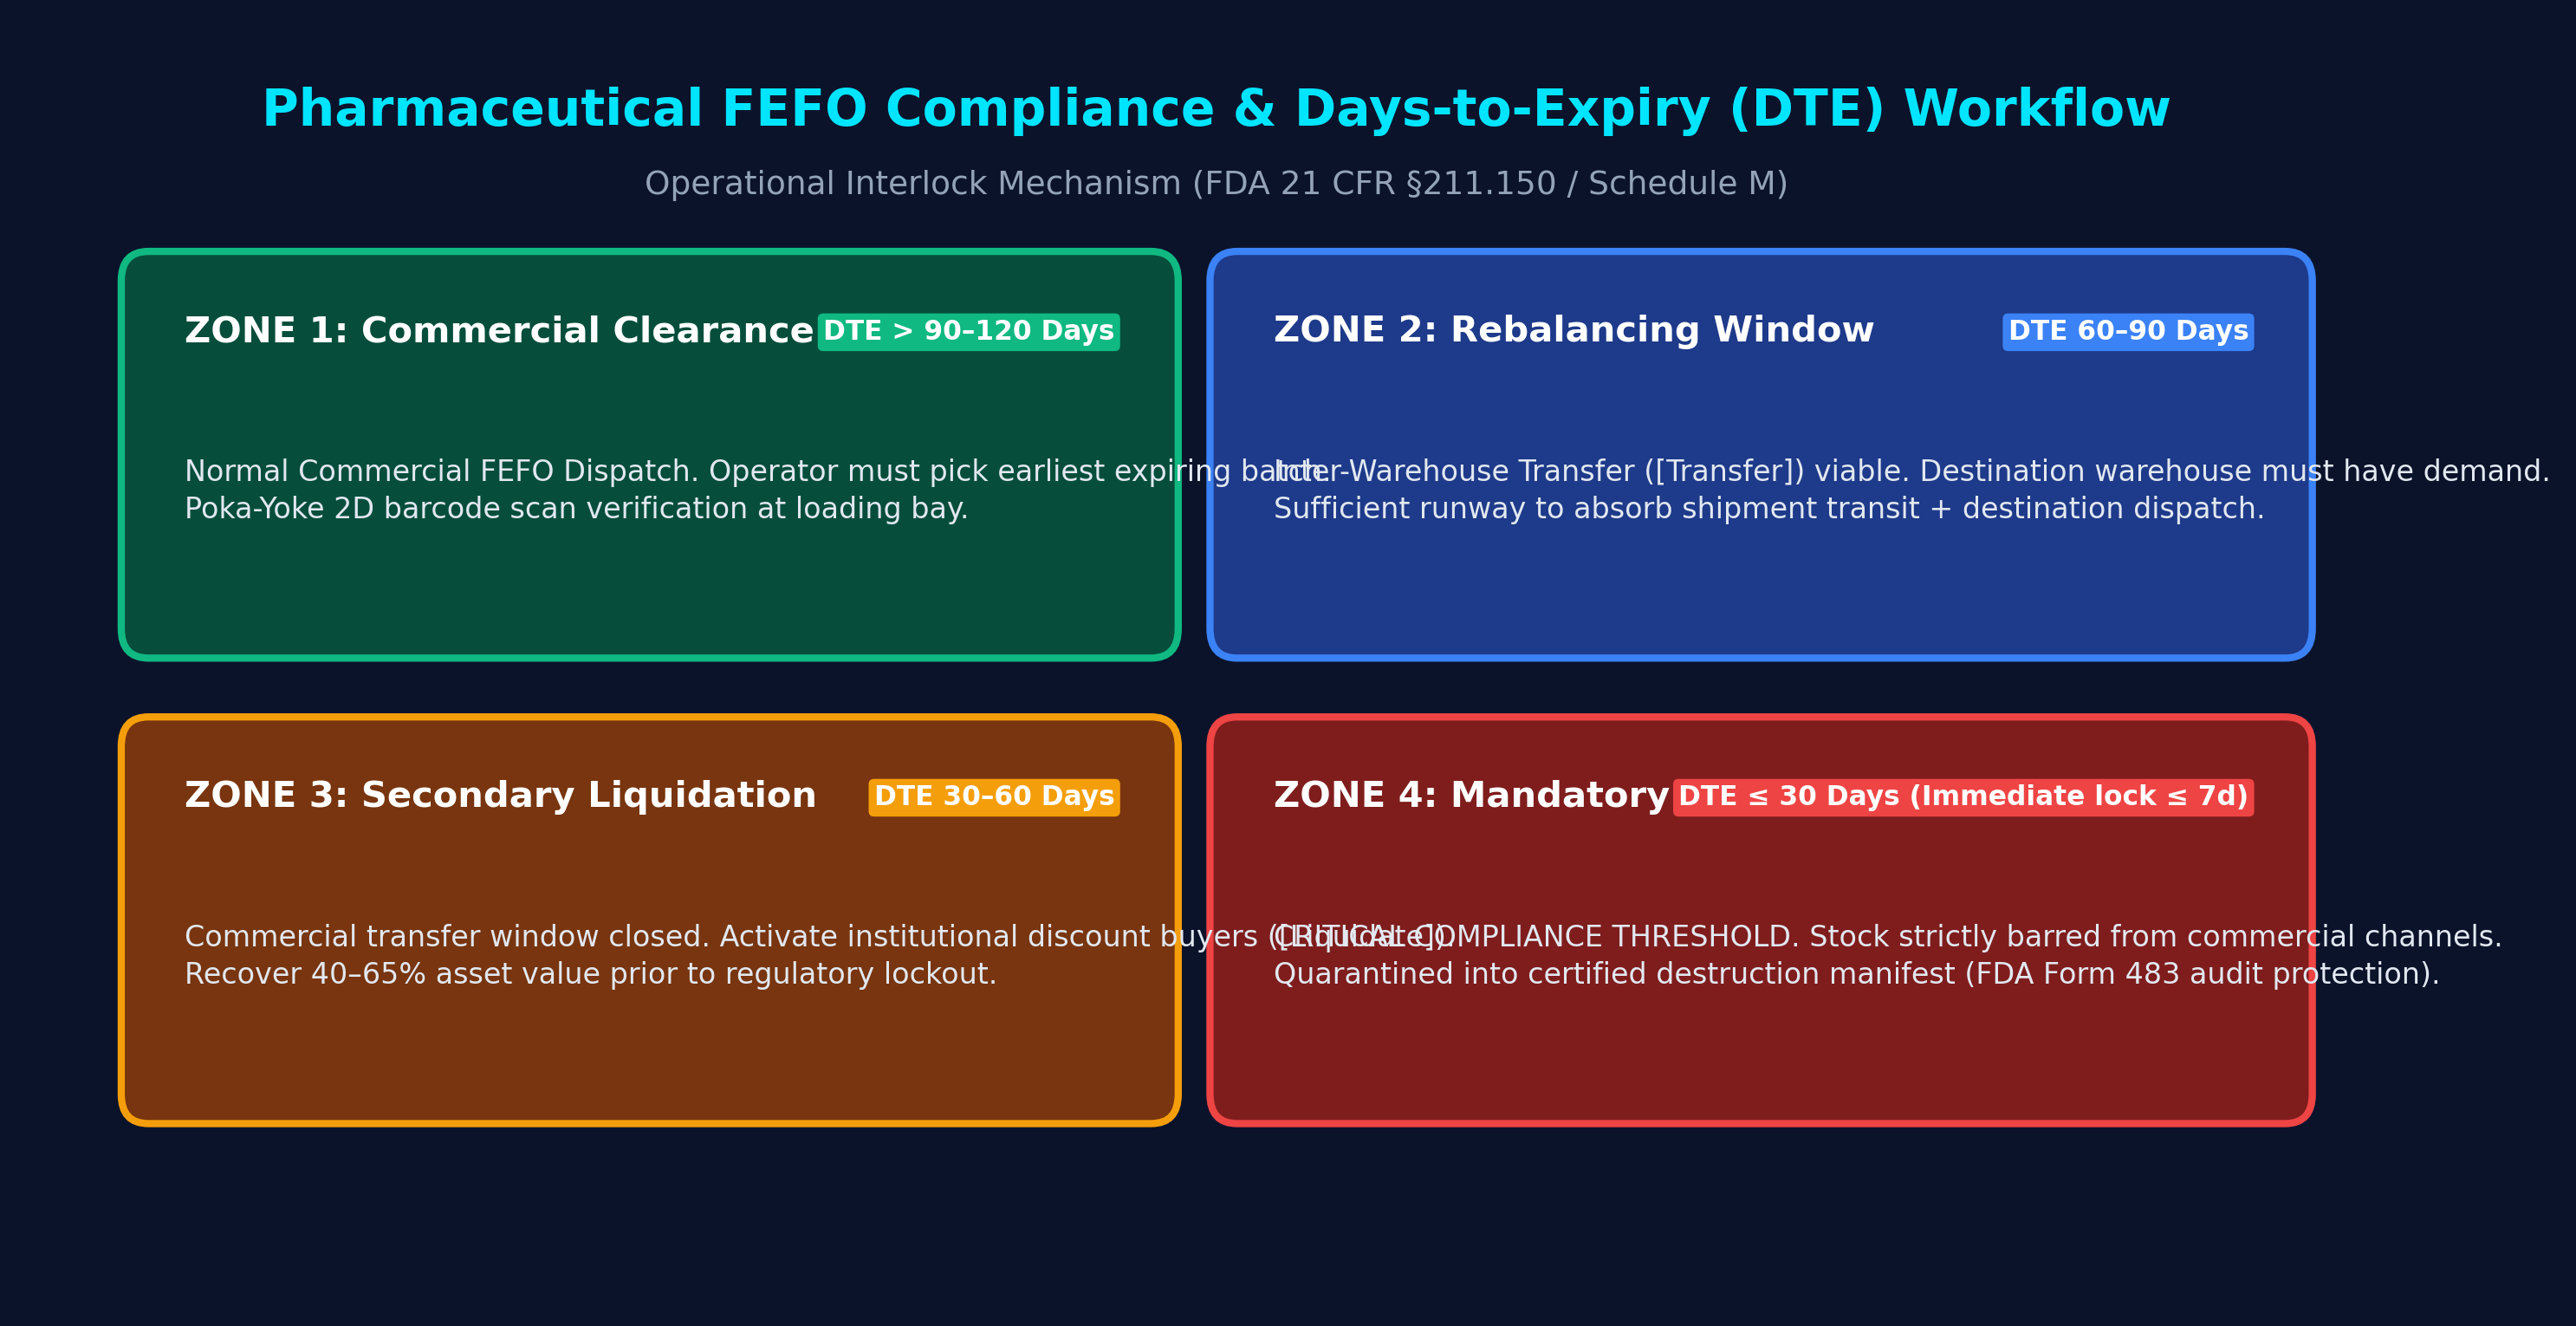 Pharmaceutical FEFO Compliance & Days-to-Expiry (DTE) Workflow
Operational Interlock Mechanism (FDA 21 CFR §211.150 / Schedule M)
ZONE 1: Commercial Clearance
DTE > 90–120 Days
Normal Commercial FEFO Dispatch. Operator must pick earliest expiring batch.
Poka-Yoke 2D barcode scan verification at loading bay.
ZONE 2: Rebalancing Window
DTE 60–90 Days
Inter-Warehouse Transfer ([Transfer]) viable. Destination warehouse must have demand.
Sufficient runway to absorb shipment transit + destination dispatch.
ZONE 3: Secondary Liquidation
DTE 30–60 Days
Commercial transfer window closed. Activate institutional discount buyers ([Liquidate]).
Recover 40–65% asset value prior to regulatory lockout.
ZONE 4: Mandatory
DTE ≤ 30 Days (Immediate lock ≤ 7d)
CRITICAL COMPLIANCE THRESHOLD. Stock strictly barred from commercial channels.
Quarantined into certified destruction manifest (FDA Form 483 audit protection).